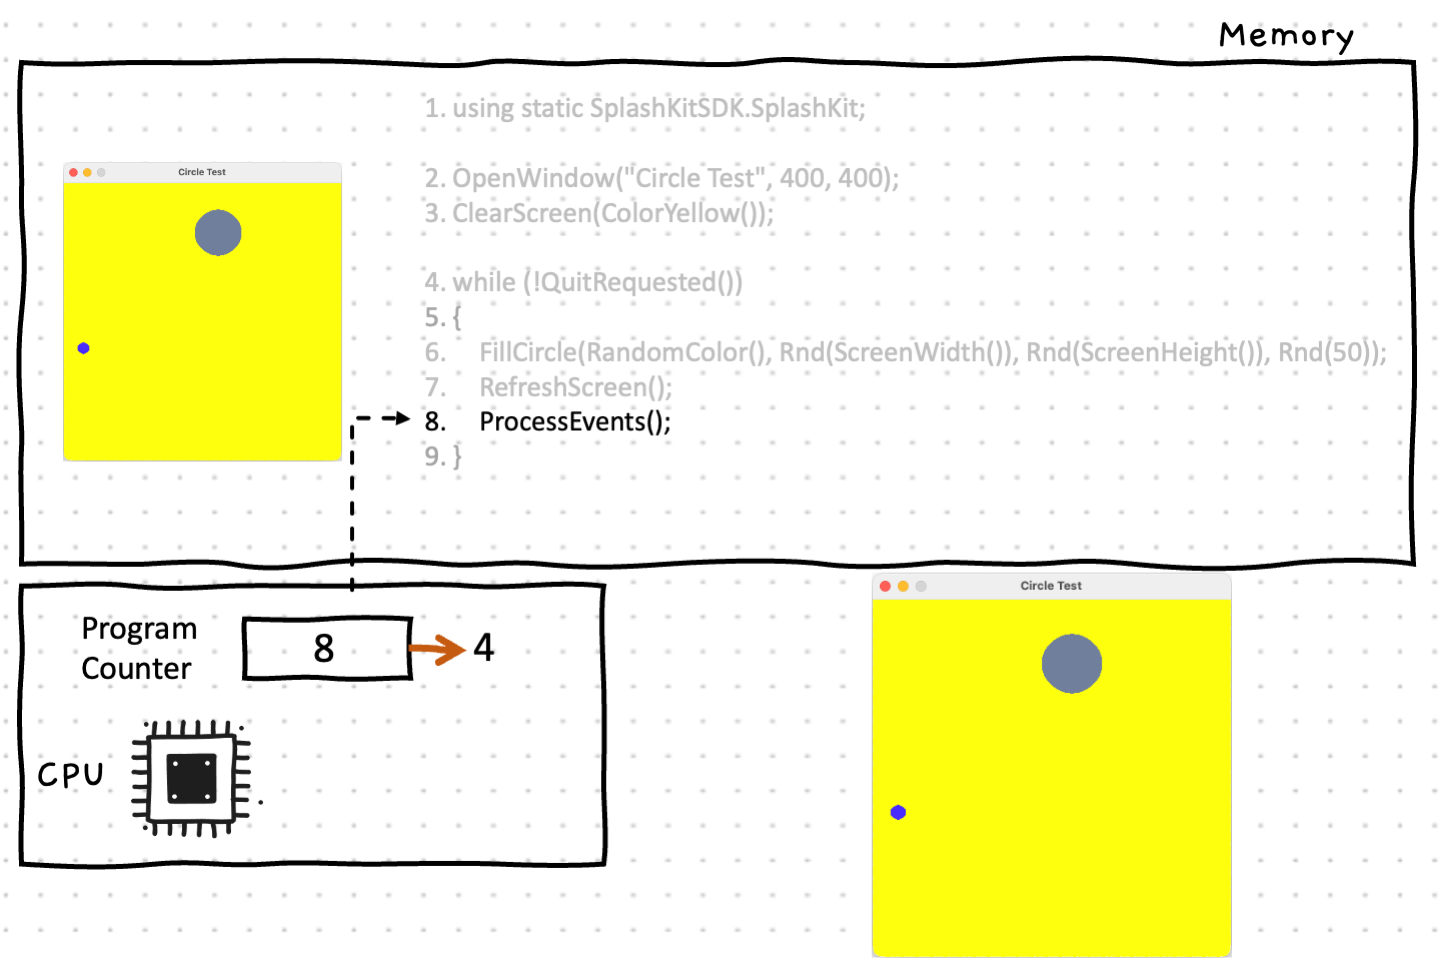 Memory
1. using static SplashKitSDK.SplashKit;
Circle Test
2. OpenWindow("Circle Test", 400, 400);
3. ClearScreen(ColorYellow());
4. while (!QuitRequested())
5. {
6. FillCircle(RandomColor(), Rnd(ScreenWidth()), Rnd(ScreenHeight()), Rnd(50));
7. RefreshScreen();
8. ProcessEvents();
9. }
Program
Counter
8
4
CPU
Circle Test